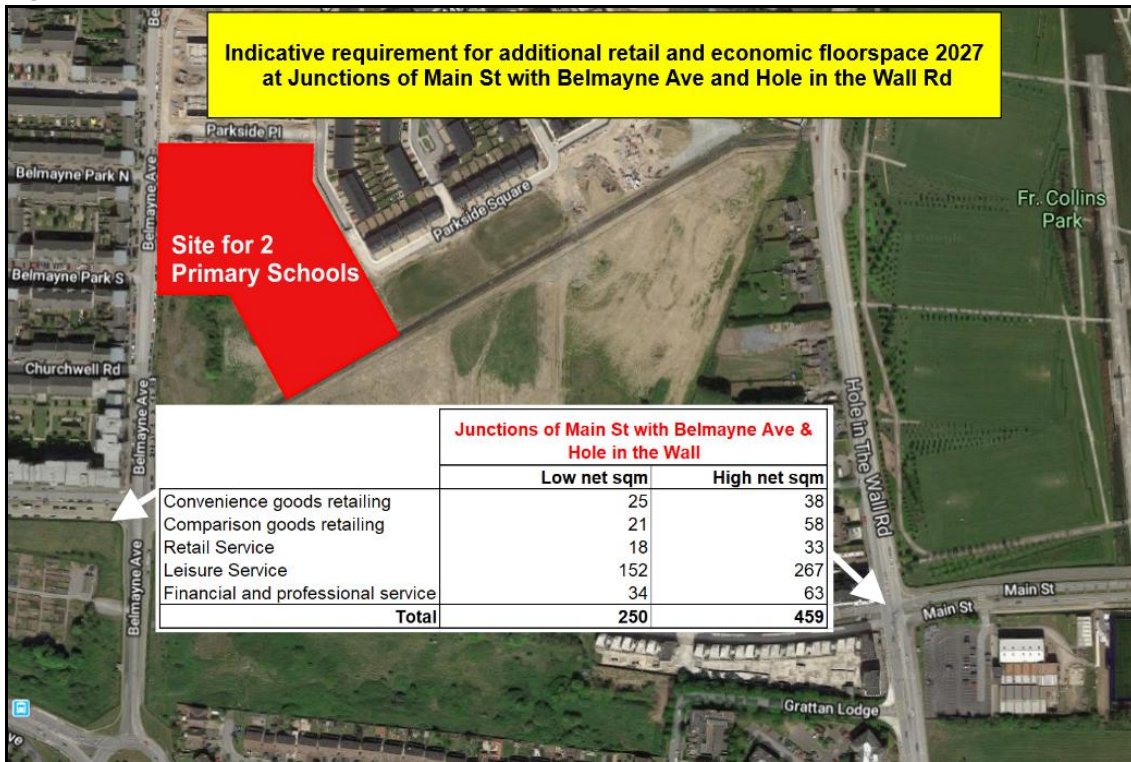 Indicative requirement for additional retail and economic floorspace 2027
at Junctions of Main St with Belmayne Ave and Hole in the Wall Rd
Parkside Pl
Belmayne Park N
Belmayne Ave
Parkside Square
Fr. Collins
Park
Site for 2
Primary Schools
Belmayne Park S
Churchwell Rd
Belmayne Ave
Hole in The Wall Rd
Junctions of Main St with Belmayne Ave &
Hole in the Wall
Low net sqm High net sqm
Convenience goods retailing 25 38
Comparison goods retailing 21 58
Retail Service 18 33
Leisure Service 152 267
Financial and professional service 34 63
Total 250 459
Belmayne Ave
Main St
Main St
Grattan Lodge